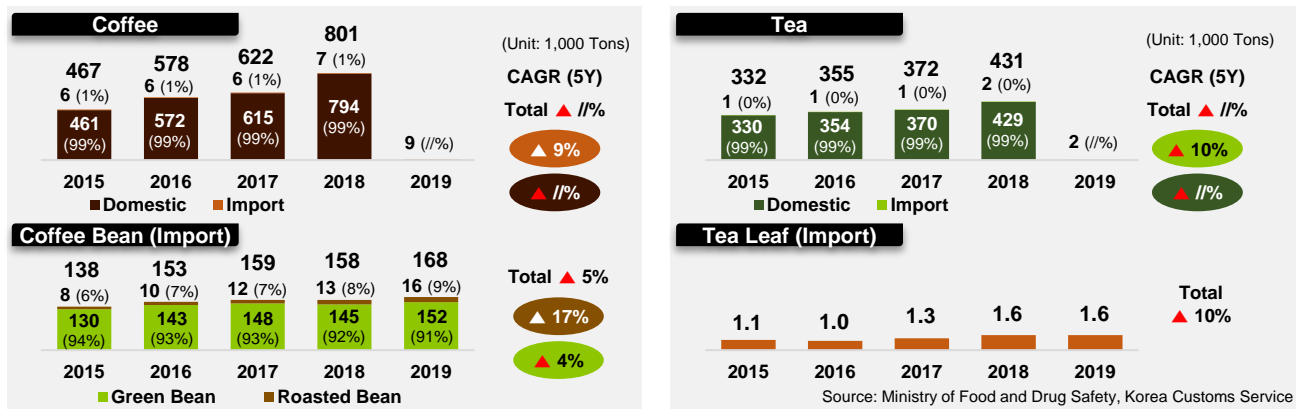 Coffee
(Unit: 1,000 Tons)
467 578 622 801
6 (1%) 6 (1%) 6 (1%) 7 (1%) 9 (//%)
461 572 615 794
(99%) (99%) (99%) (99%)
2015 2016 2017 2018 2019
Domestic Import
CAGR (5Y)
Total ▲ //%
▲ 9%
▲ //%
Coffee Bean (Import)
138 153 159 158 168
8 (6%) 10 (7%) 12 (7%) 13 (8%) 16 (9%)
130 143 148 145 152
(94%) (93%) (93%) (92%) (91%)
2015 2016 2017 2018 2019
Green Bean Roasted Bean
Total ▲ 5%
▲ 17%
▲ 4%
Tea
(Unit: 1,000 Tons)
332 355 372 431
1 (0%) 1 (0%) 1 (0%) 2 (0%) 2 (//%)
330 354 370 429
(99%) (99%) (99%) (99%)
2015 2016 2017 2018 2019
Domestic Import
CAGR (5Y)
Total ▲ //%
▲ 10%
▲ //%
Tea Leaf (Import)
1.1 1.0 1.3 1.6 1.6
2015 2016 2017 2018 2019
Total
▲ 10%
Source: Ministry of Food and Drug Safety, Korea Customs Service